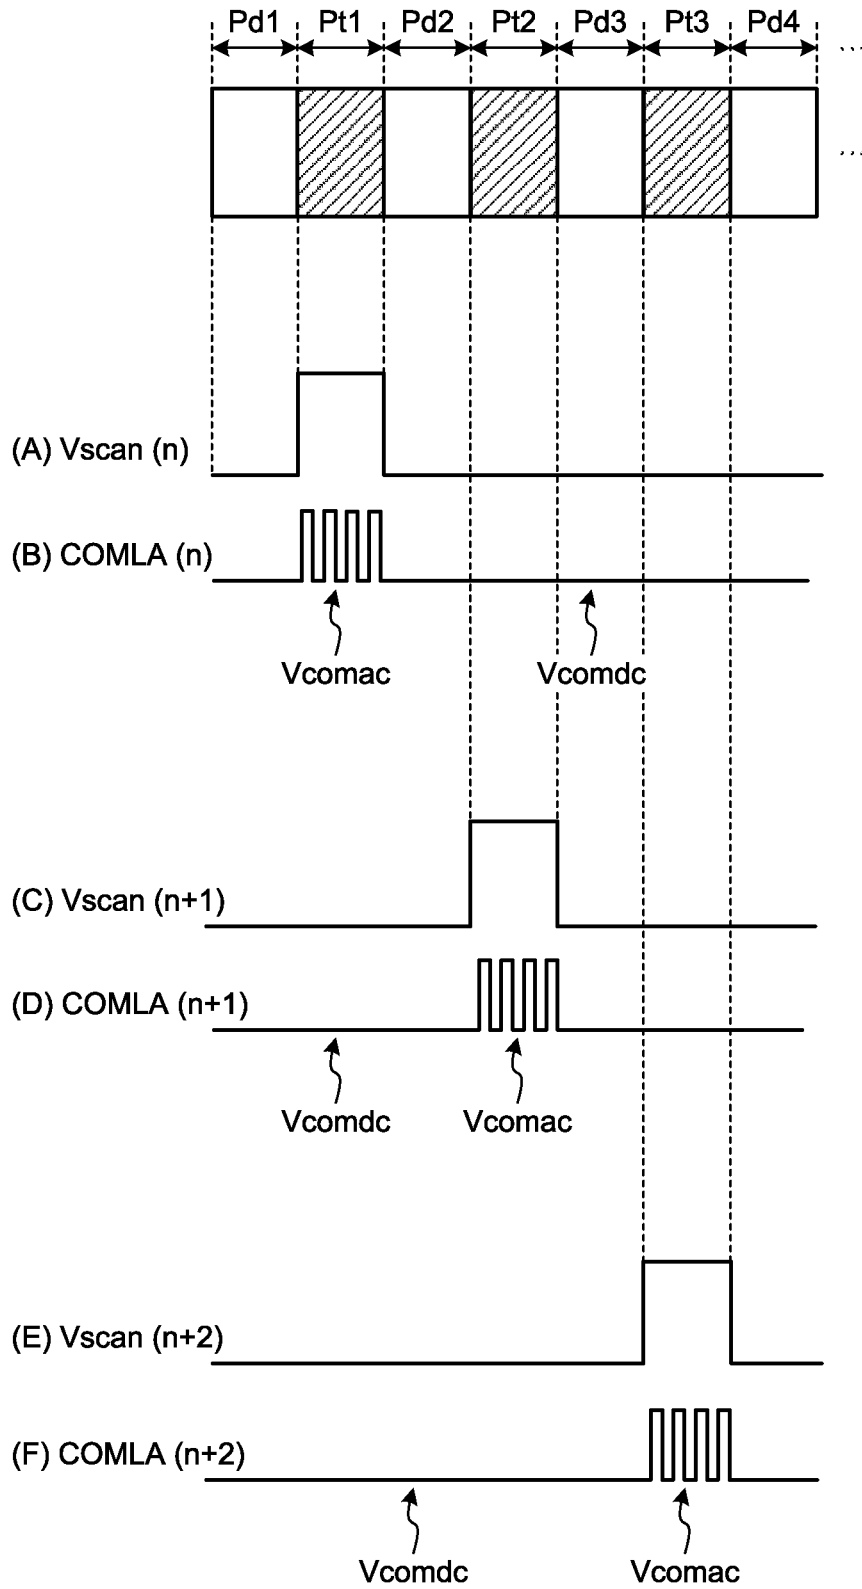 Pd1 Pt1 Pd2 Pt2 Pd3 Pt3 Pd4 ...
...
(A) Vscan (n)
(B) COMLA (n)
Vcomac Vcomdc
(C) Vscan (n+1)
(D) COMLA (n+1)
Vcomdc Vcomac
(E) Vscan (n+2)
(F) COMLA (n+2)
Vcomdc Vcomac